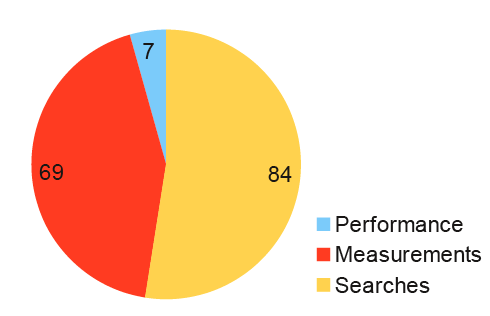 7
69
84
Performance
Measurements
Searches